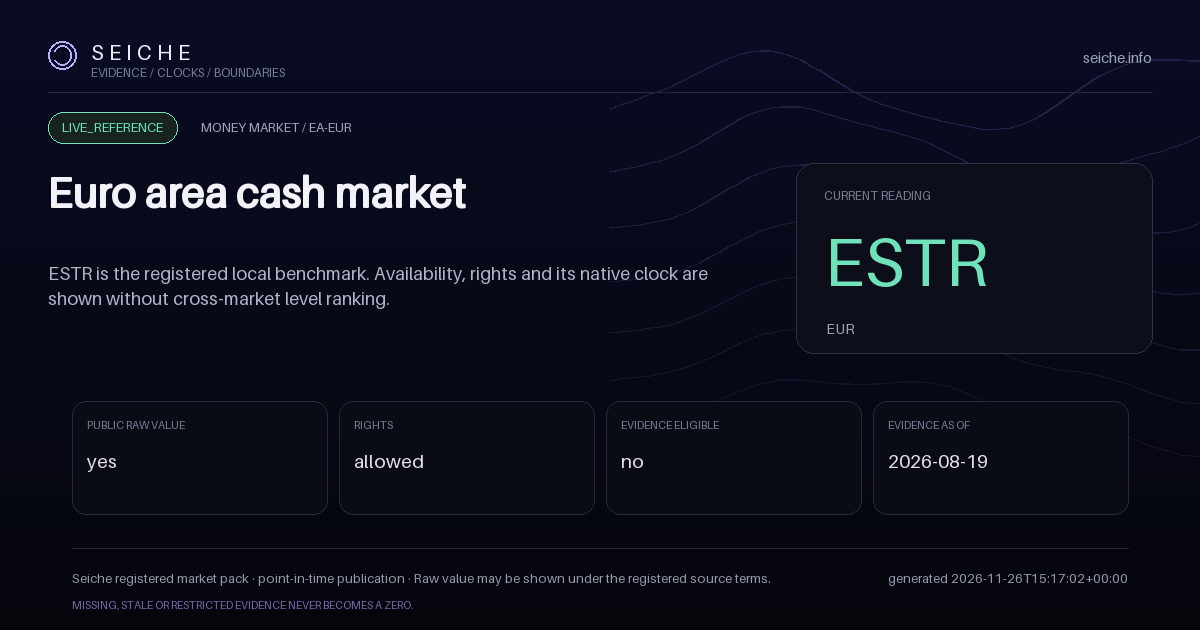 SEICHE
EVIDENCE / CLOCKS / BOUNDARIES
seiche.info
LIVE_REFERENCE
MONEY MARKET / EA-EUR
Euro area cash market
ESTR is the registered local benchmark. Availability, rights and its native clock are
shown without cross-market level ranking.
CURRENT READING
ESTR
EUR
PUBLIC RAW VALUE
yes
RIGHTS
allowed
EVIDENCE ELIGIBLE
no
EVIDENCE AS OF
2026-08-19
Seiche registered market pack · point-in-time publication · Raw value may be shown under the registered source terms.
generated 2026-11-26T15:17:02+00:00
MISSING, STALE OR RESTRICTED EVIDENCE NEVER BECOMES A ZERO.